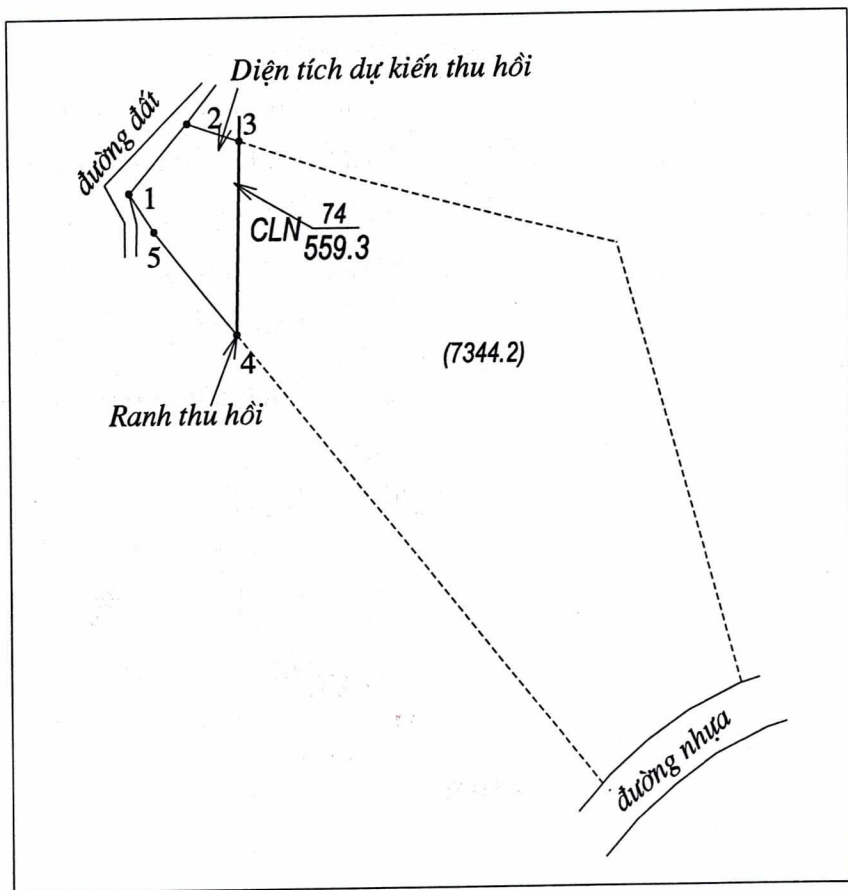 Diện tích dự kiến thu hồi
đường đất
2
3
1
CLN 74
559.3
5
(7344.2)
4
Ranh thu hồi
đường nhựa